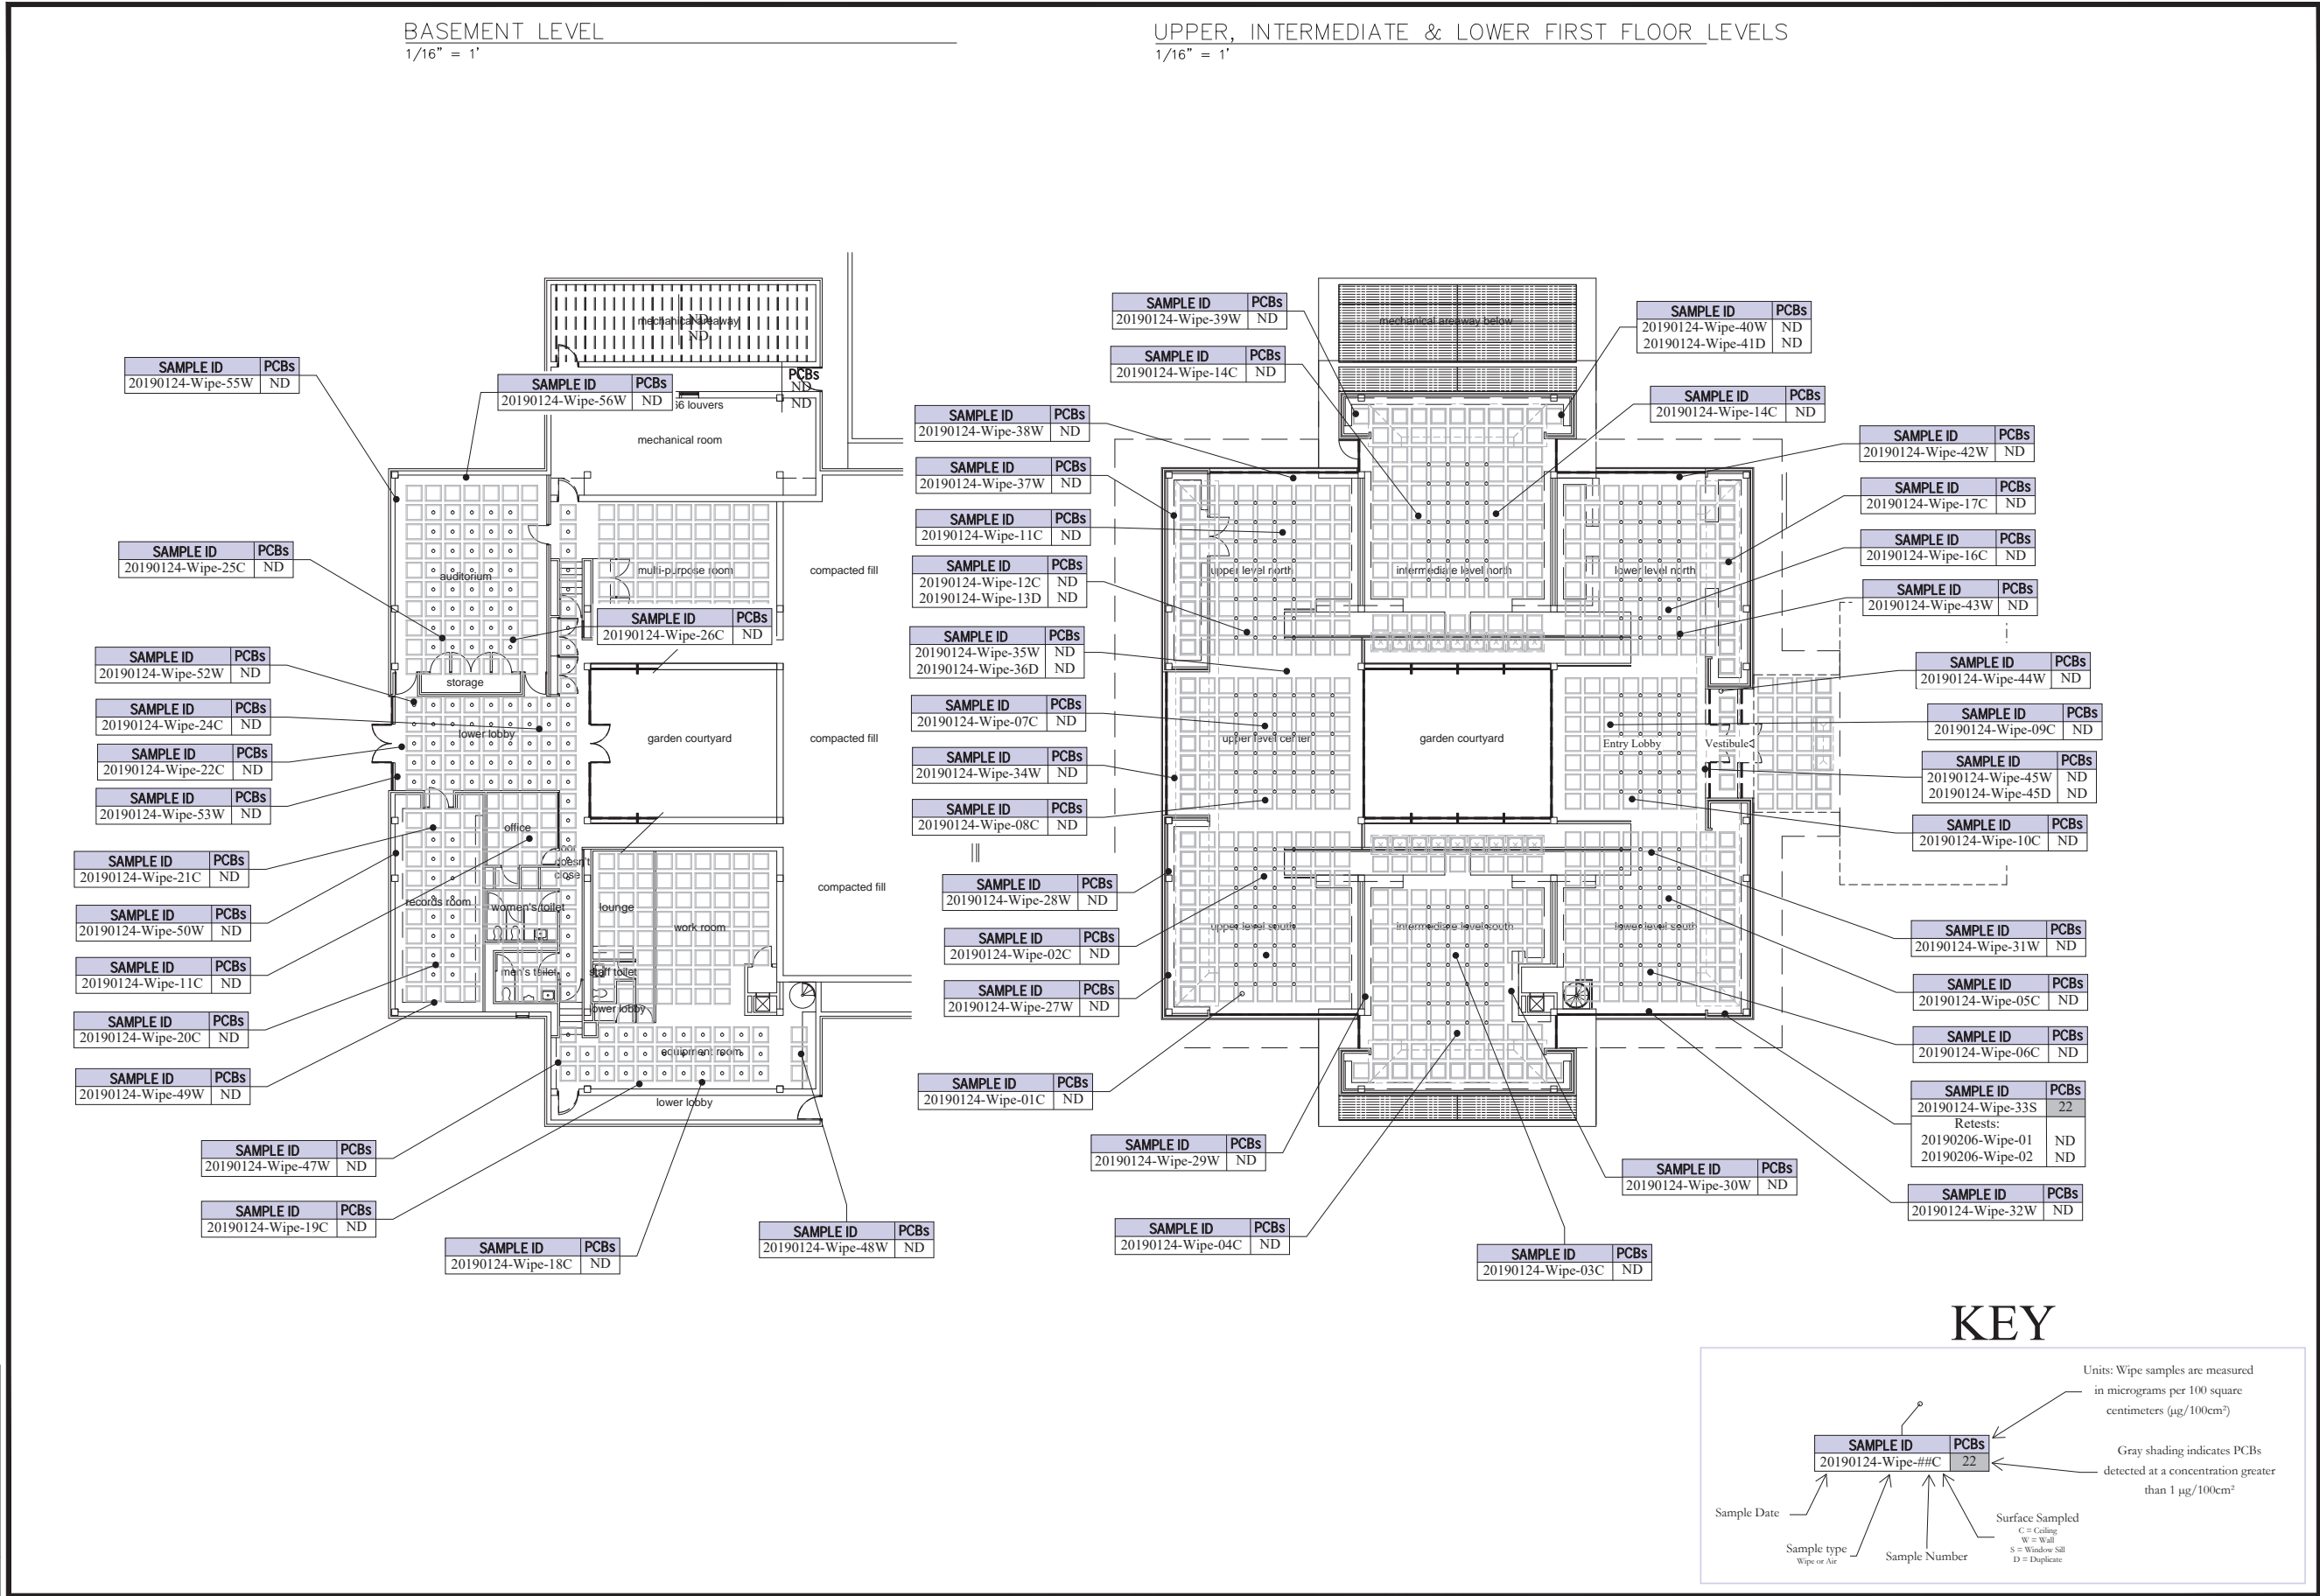 BASEMENT LEVEL
1/16" = 1'
UPPER, INTERMEDIATE & LOWER FIRST FLOOR LEVELS
1/16" = 1'
SAMPLE ID PCBs
20190124-Wipe-55W ND
SAMPLE ID PCBs
20190124-Wipe-56W ND
mechanical areaway
ND
ND
PCBs
ND
ND
66 louvers
mechanical room
SAMPLE ID PCBs
20190124-Wipe-25C ND
auditorium
multi-purpose room
compacted fill
SAMPLE ID PCBs
20190124-Wipe-26C ND
SAMPLE ID PCBs
20190124-Wipe-52W ND
storage
SAMPLE ID PCBs
20190124-Wipe-24C ND
lower lobby
garden courtyard
compacted fill
SAMPLE ID PCBs
20190124-Wipe-22C ND
SAMPLE ID PCBs
20190124-Wipe-53W ND
office
SAMPLE ID PCBs
20190124-Wipe-21C ND
door
doesn't
close
compacted fill
records room
women's toilet
lounge
work room
SAMPLE ID PCBs
20190124-Wipe-50W ND
SAMPLE ID PCBs
20190124-Wipe-11C ND
men's toilet
staff toilet
lower lobby
SAMPLE ID PCBs
20190124-Wipe-20C ND
equipment room
SAMPLE ID PCBs
20190124-Wipe-49W ND
lower lobby
SAMPLE ID PCBs
20190124-Wipe-47W ND
SAMPLE ID PCBs
20190124-Wipe-19C ND
SAMPLE ID PCBs
20190124-Wipe-18C ND
SAMPLE ID PCBs
20190124-Wipe-48W ND
SAMPLE ID PCBs
20190124-Wipe-39W ND
mechanical areaway below
SAMPLE ID PCBs
20190124-Wipe-40W ND
20190124-Wipe-41D ND
SAMPLE ID PCBs
20190124-Wipe-14C ND
SAMPLE ID PCBs
20190124-Wipe-14C ND
SAMPLE ID PCBs
20190124-Wipe-38W ND
SAMPLE ID PCBs
20190124-Wipe-42W ND
SAMPLE ID PCBs
20190124-Wipe-37W ND
SAMPLE ID PCBs
20190124-Wipe-17C ND
SAMPLE ID PCBs
20190124-Wipe-11C ND
SAMPLE ID PCBs
20190124-Wipe-16C ND
SAMPLE ID PCBs
20190124-Wipe-12C ND
20190124-Wipe-13D ND
upper level north
intermediate level north
lower level north
SAMPLE ID PCBs
20190124-Wipe-43W ND
SAMPLE ID PCBs
20190124-Wipe-35W ND
20190124-Wipe-36D ND
SAMPLE ID PCBs
20190124-Wipe-44W ND
SAMPLE ID PCBs
20190124-Wipe-07C ND
SAMPLE ID PCBs
20190124-Wipe-09C ND
upper level center
garden courtyard
Entry Lobby
Vestibule
SAMPLE ID PCBs
20190124-Wipe-34W ND
SAMPLE ID PCBs
20190124-Wipe-45W ND
20190124-Wipe-45D ND
SAMPLE ID PCBs
20190124-Wipe-08C ND
SAMPLE ID PCBs
20190124-Wipe-10C ND
SAMPLE ID PCBs
20190124-Wipe-28W ND
upper level south
intermediate level south
lower level south
SAMPLE ID PCBs
20190124-Wipe-31W ND
SAMPLE ID PCBs
20190124-Wipe-02C ND
SAMPLE ID PCBs
20190124-Wipe-05C ND
SAMPLE ID PCBs
20190124-Wipe-27W ND
SAMPLE ID PCBs
20190124-Wipe-06C ND
SAMPLE ID PCBs
20190124-Wipe-01C ND
SAMPLE ID PCBs
20190124-Wipe-33S 22
Retests:
20190206-Wipe-01 ND
20190206-Wipe-02 ND
SAMPLE ID PCBs
20190124-Wipe-29W ND
SAMPLE ID PCBs
20190124-Wipe-30W ND
SAMPLE ID PCBs
20190124-Wipe-32W ND
SAMPLE ID PCBs
20190124-Wipe-04C ND
SAMPLE ID PCBs
20190124-Wipe-03C ND
KEY
Units: Wipe samples are measured
in micrograms per 100 square
centimeters (µg/100cm²)
SAMPLE ID PCBs
20190124-Wipe-##C 22
Gray shading indicates PCBs
detected at a concentration greater
than 1 µg/100cm²
Sample Date
Sample type
Wipe or Air
Sample Number
Surface Sampled
C = Ceiling
W = Wall
S = Window Sill
D = Duplicate